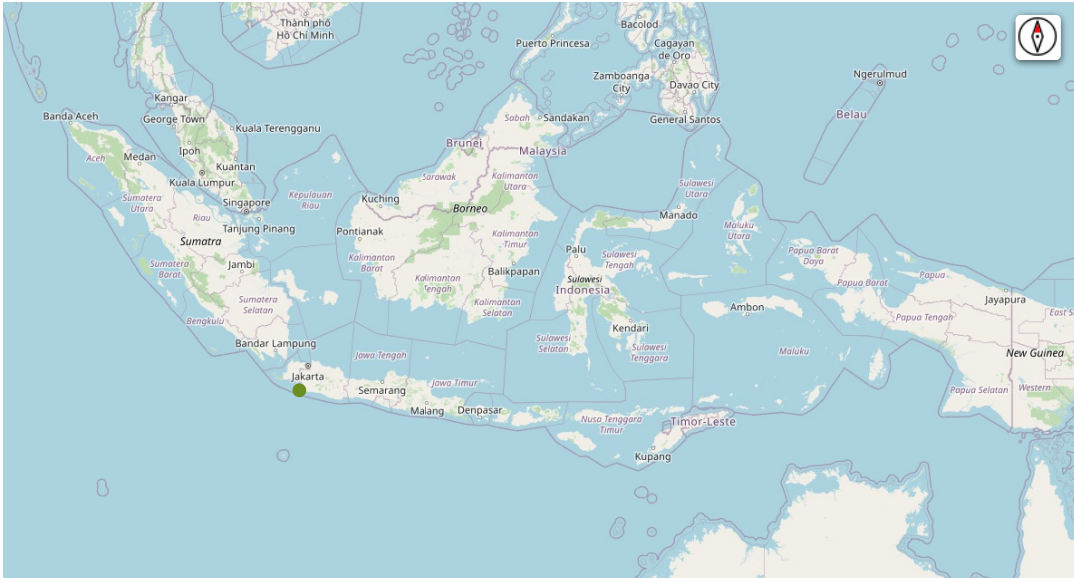 Thành phố
Hồ Chí Minh
Bacolod
Puerto Princesa
Cagayan
de Oro
Zamboanga
City
Davao City
Ngerulmud
Kangar
Banda Aceh
George Town
Kuala Terengganu
Sabah
Sandakan
General Santos
Belau
Brunei
Malaysia
Ipoh
Aceh
Medan
Kuantan
Kuala Lumpur
Sarawak
Kalimantan
Utara
Sulawesi
Utara
Sumatera
Utara
Kepulauan
Riau
Kuching
Singapore
Riau
Borneo
Manado
Tanjung Pinang
Pontianak
Kalimantan
Timur
Maluku
Utara
Sumatra
Palu
Papua Barat
Daya
Sumatera
Barat
Jambi
Kalimantan
Barat
Sulawesi
Tengah
Balikpapan
Kalimantan
Tengah
Sulawesi
Indonesia
Papua
Papua Barat
Sumatera
Selatan
Kalimantan
Selatan
Ambon
Jayapura
Papua Tengah
East S
Bengkulu
Kendari
Bandar Lampung
Sulawesi
Selatan
Sulawesi
Tenggara
Maluku
New Guinea
Jawa Tengah
Jakarta
Semarang
Jawa Timur
Papua Selatan
Western
Malang
Denpasar
Nusa Tenggara
Timur
Timor-Leste
Kupang